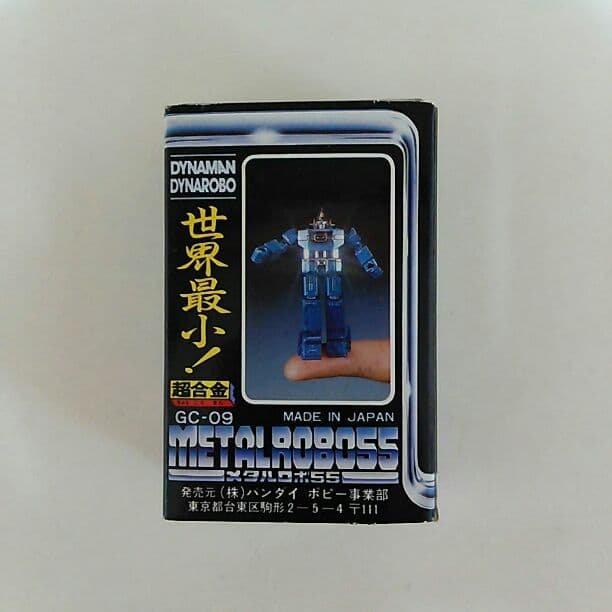 DYNAMAN
DYNAROBO
世界最小!
超合金
GC-09
MADE IN JAPAN
METALROBO55
メタルロボ55
発売元(株)バンダイ ポピー事業部
東京都台東区駒形2-5-4 〒111